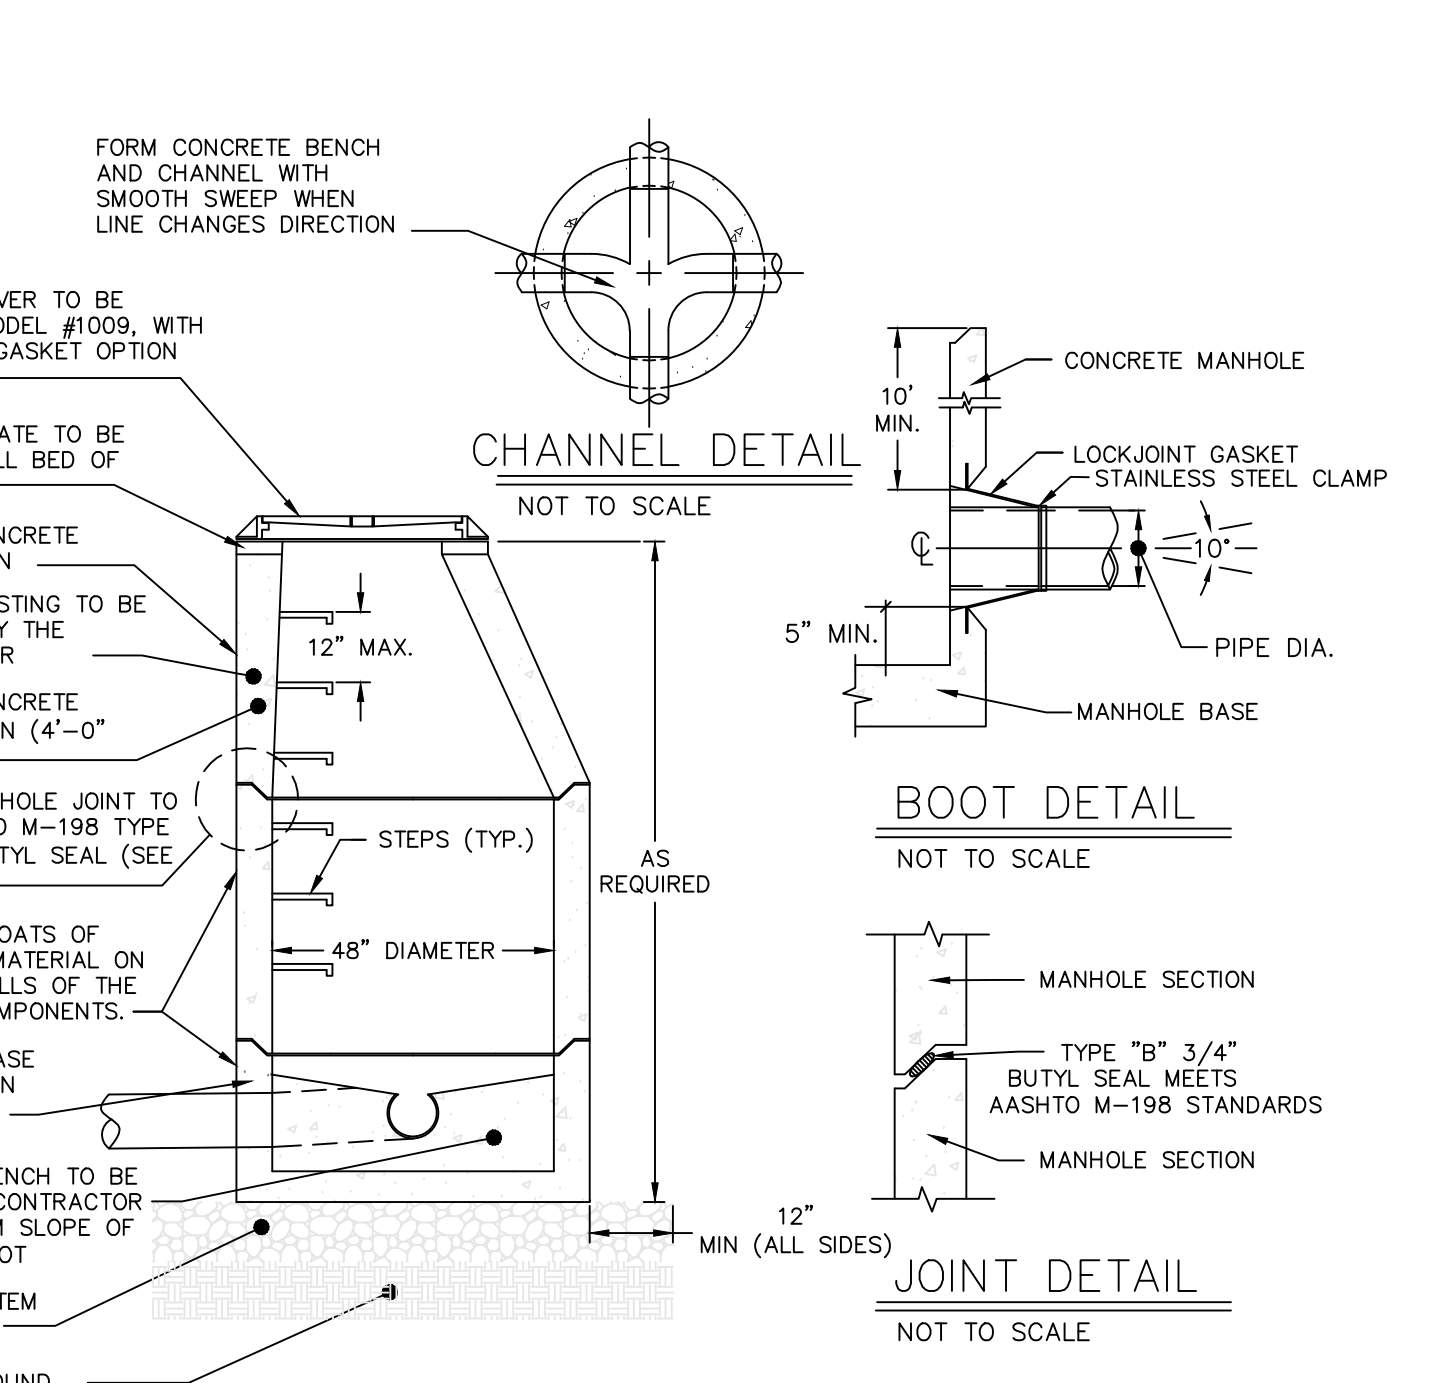 FORM CONCRETE BENCH
AND CHANNEL WITH
SMOOTH SWEEP WHEN
LINE CHANGES DIRECTION
VER TO BE
ODEL #1009, WITH
GASKET OPTION
ATE TO BE
LL BED OF
NCRETE
N
STING TO BE
Y THE
R
NCRETE
N (4'-0"
HOLE JOINT TO
O M-198 TYPE
TYL SEAL (SEE
OATS OF
MATERIAL ON
LLS OF THE
MPONENTS.
ASE
N
ENCH TO BE
CONTRACTOR
M SLOPE OF
OT
TEM
OUND
CHANNEL DETAIL
NOT TO SCALE
12" MAX.
STEPS (TYP.)
48" DIAMETER
AS
REQUIRED
12"
MIN (ALL SIDES)
10'
MIN.
CONCRETE MANHOLE
LOCKJOINT GASKET
STAINLESS STEEL CLAMP
℄
10°
5" MIN.
PIPE DIA.
MANHOLE BASE
BOOT DETAIL
NOT TO SCALE
MANHOLE SECTION
TYPE "B" 3/4"
BUTYL SEAL MEETS
AASHTO M-198 STANDARDS
MANHOLE SECTION
JOINT DETAIL
NOT TO SCALE